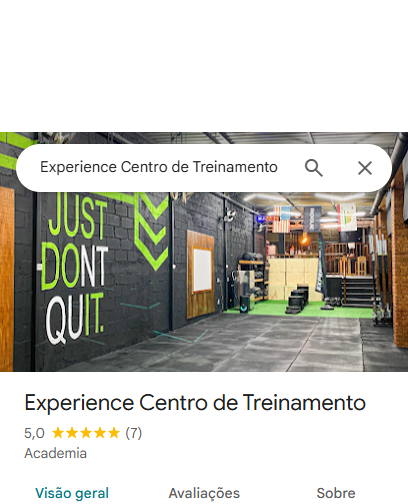 Experience Centro de Treinamento
JUST
DONT
QUIT.
Experience Centro de Treinamento
5,0 ★★★★★ (7)
Academia
Visão geral Avaliações Sobre